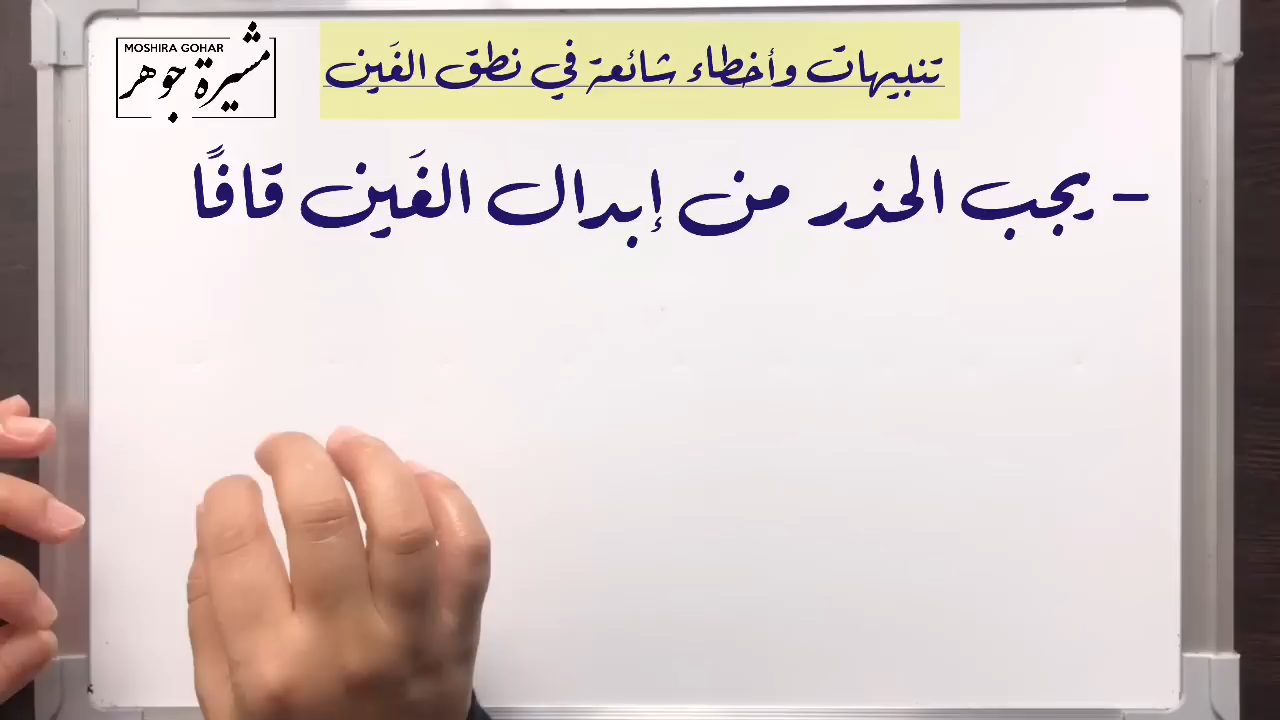 MOSHIRA GOHAR
مشيرة جوهر
تنبيهات وأخطاء شائعة في نطق الغَين
- يجب الحذر من إبدال الغَين قافًا